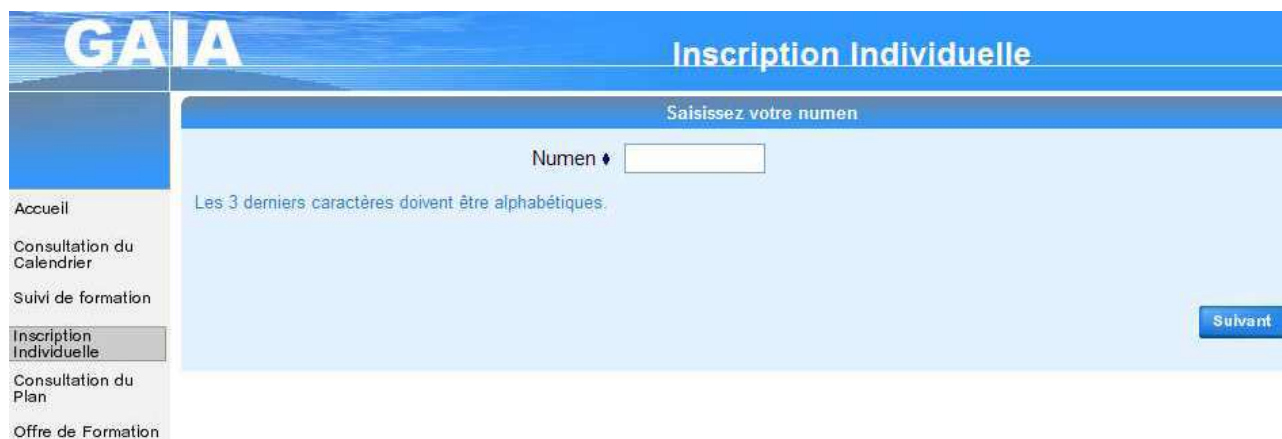 GAIA
Inscription Individuelle
Saisissez votre numen
Numen
Les 3 derniers caractères doivent être alphabétiques.
Suivant
Accueil
Consultation du
Calendrier
Suivi de formation
Inscription
Individuelle
Consultation du
Plan
Offre de Formation